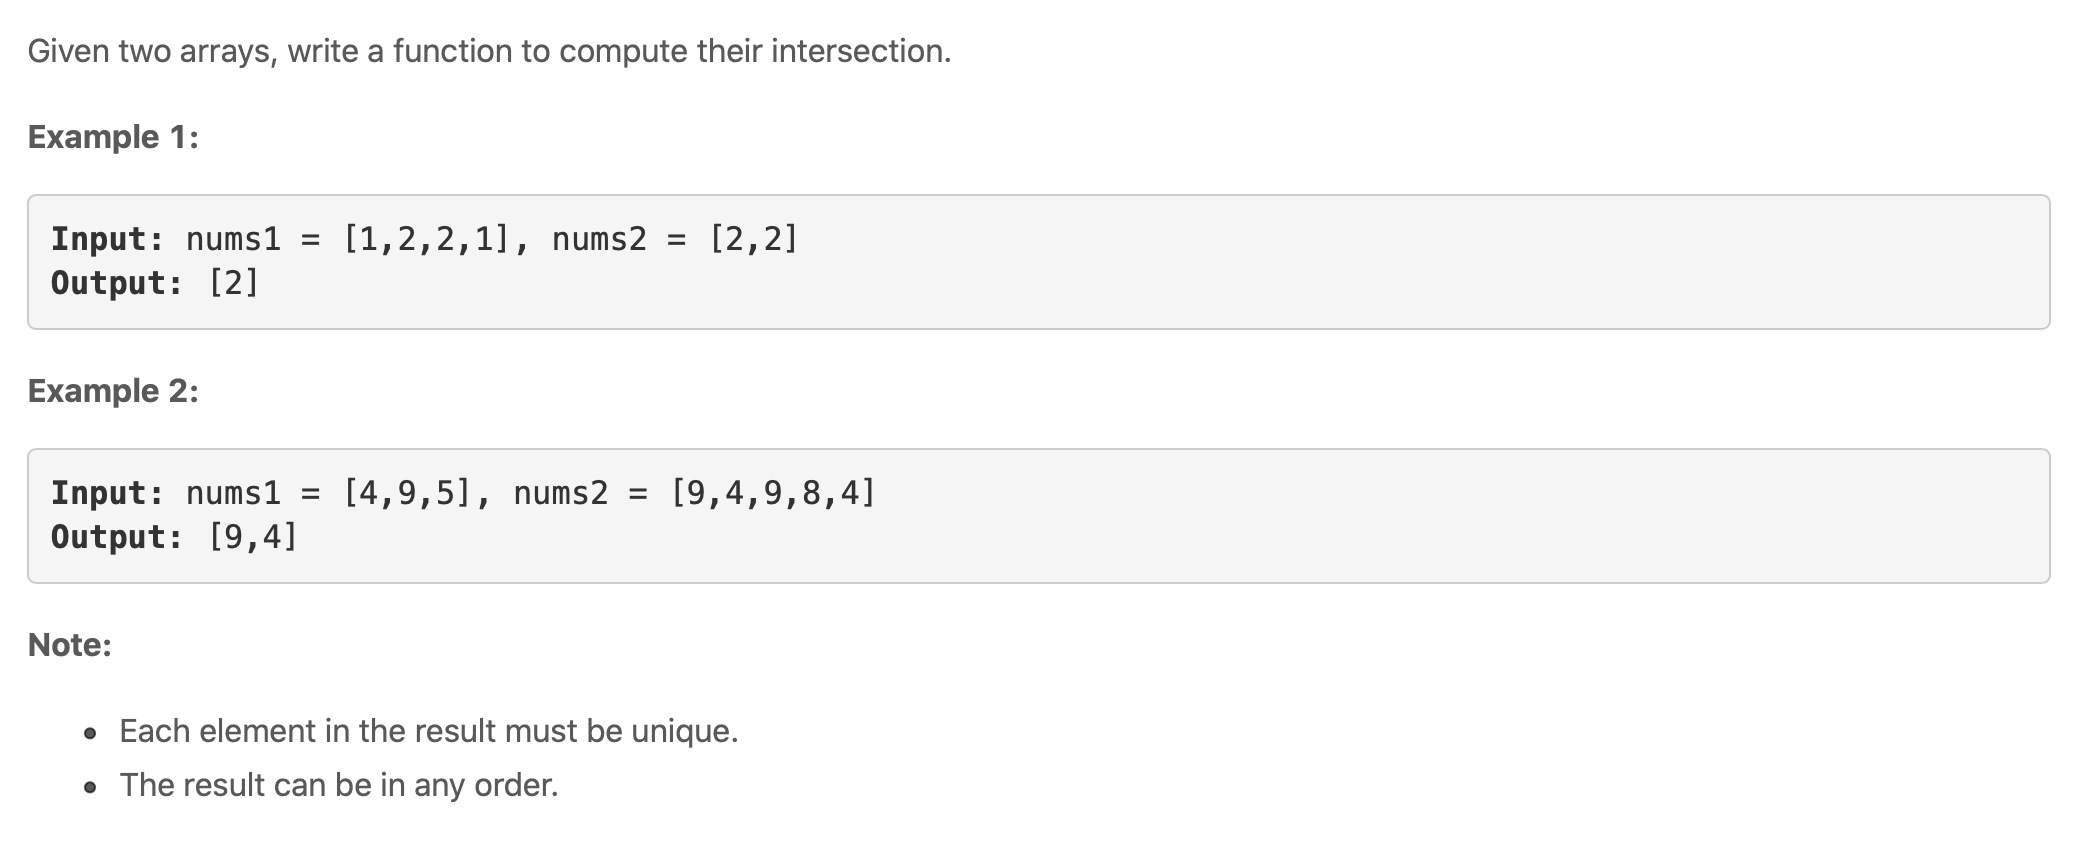 Given two arrays, write a function to compute their intersection.
Example 1:
Input: nums1 = [1,2,2,1], nums2 = [2,2]
Output: [2]
Example 2:
Input: nums1 = [4,9,5], nums2 = [9,4,9,8,4]
Output: [9,4]
Note:
• Each element in the result must be unique.
• The result can be in any order.